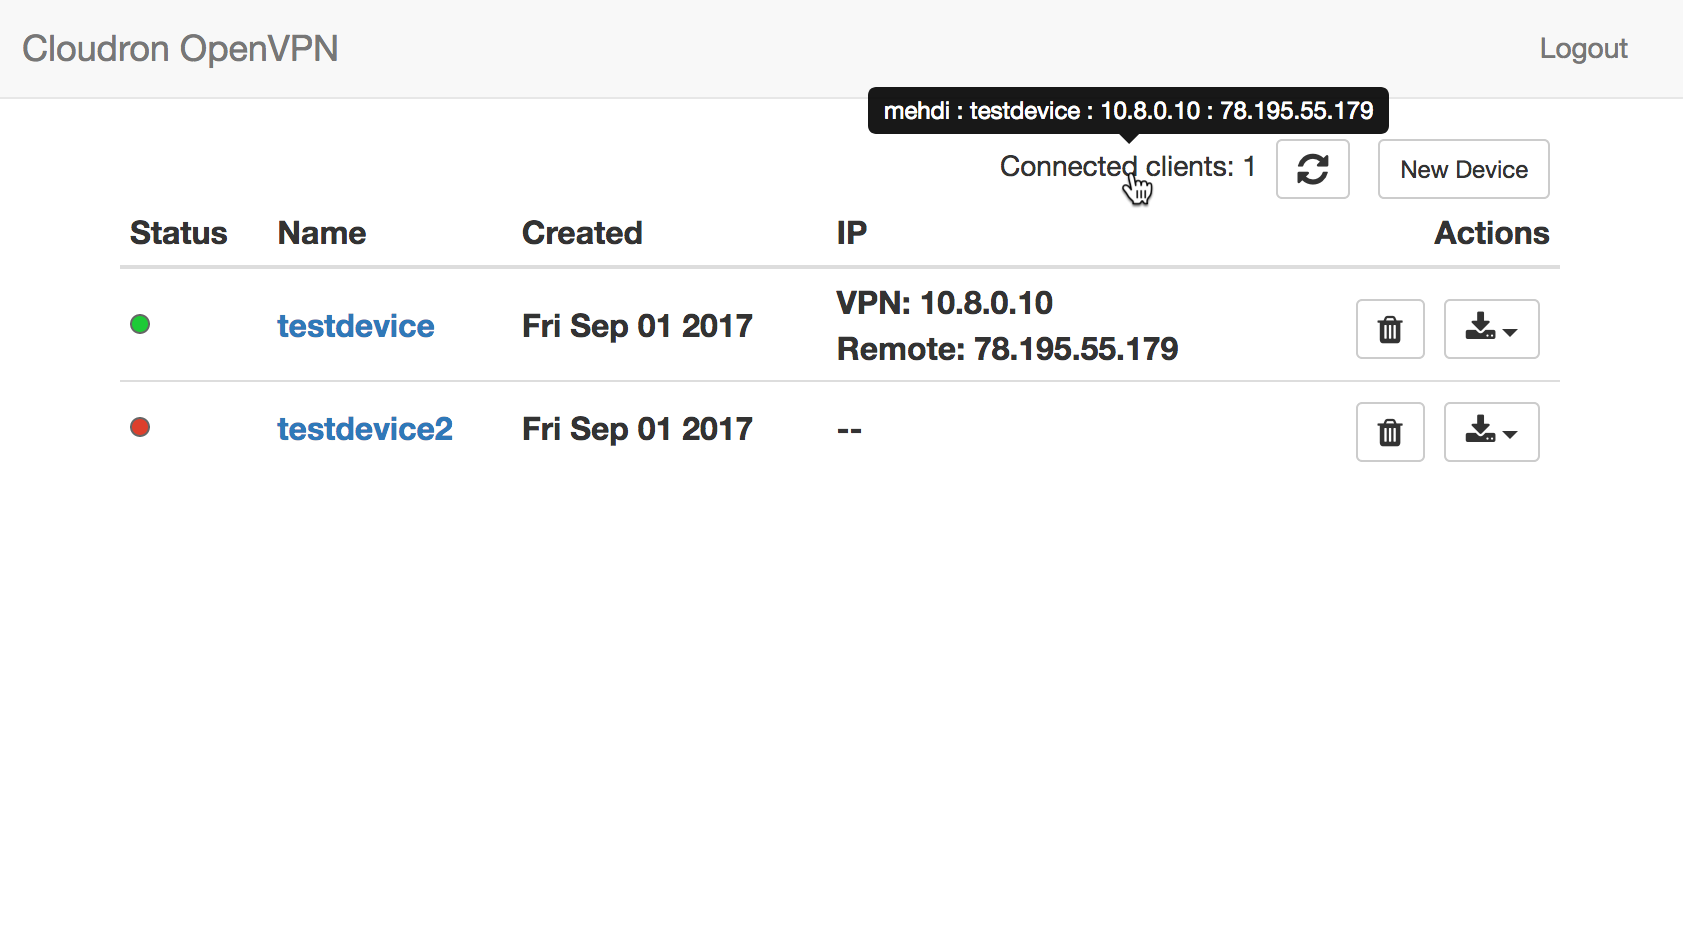 Cloudron OpenVPN
Logout
mehdi : testdevice : 10.8.0.10 : 78.195.55.179
Connected clients: 1
New Device
Status Name Created IP Actions
testdevice Fri Sep 01 2017 VPN: 10.8.0.10
Remote: 78.195.55.179
testdevice2 Fri Sep 01 2017 --